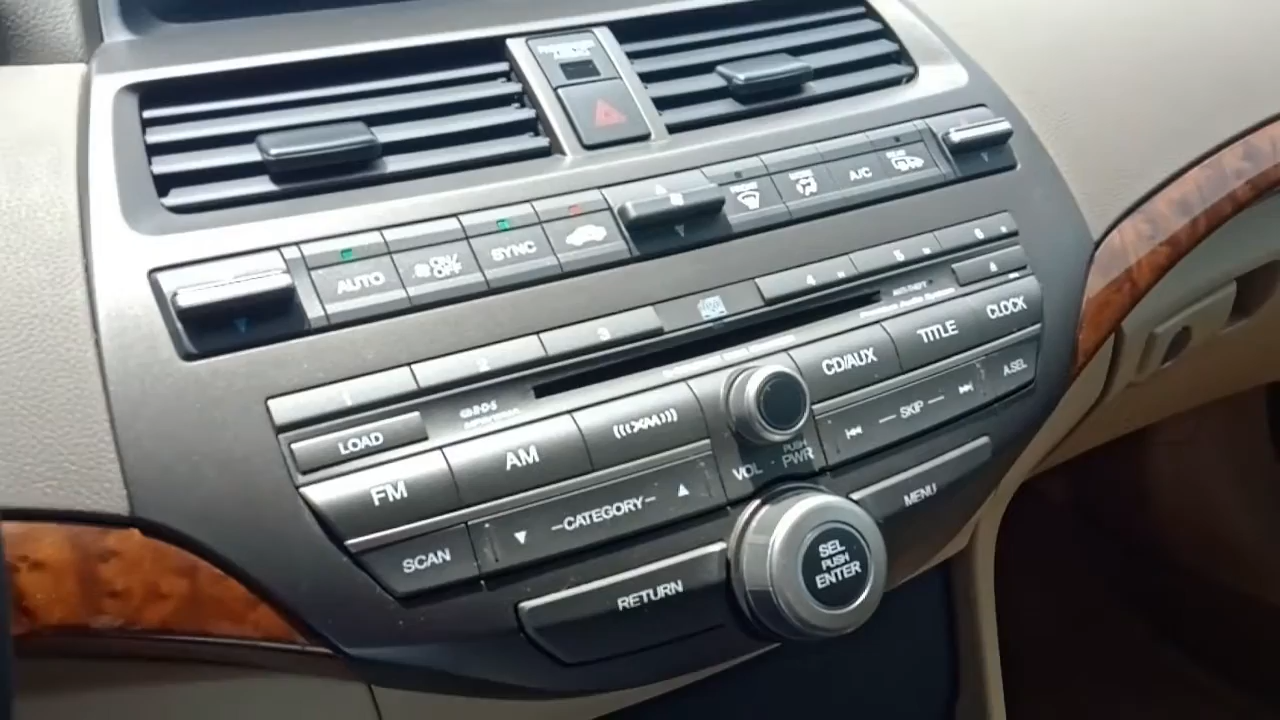 AUTO
ON/
OFF
SYNC
A/C
1
2
3
4
5
6
LOAD
FM
AM
(((XM)))
CD/AUX
TITLE
CLOCK
SCAN
—CATEGORY—
VOL
PUSH
PWR
— SKIP —
A.SEL
RETURN
SEL
PUSH
ENTER
MENU